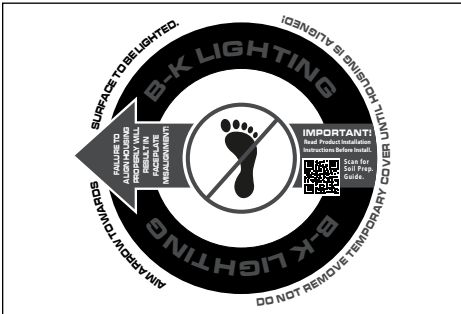 AIM ARROW TOWARDS SURFACE TO BE LIGHTED.
DO NOT REMOVE TEMPORARY COVER UNTIL HOUSING IS ALIGNED!
B-K LIGHTING
FAILURE TO
ALIGN HOUSING
PROPERLY WILL
RESULT IN
FACEPLATE
MISALIGNMENT!
IMPORTANT!
Read Product Installation
Instructions Before Install.
Scan for
Soil Prep.
Guide.
B-K LIGHTING